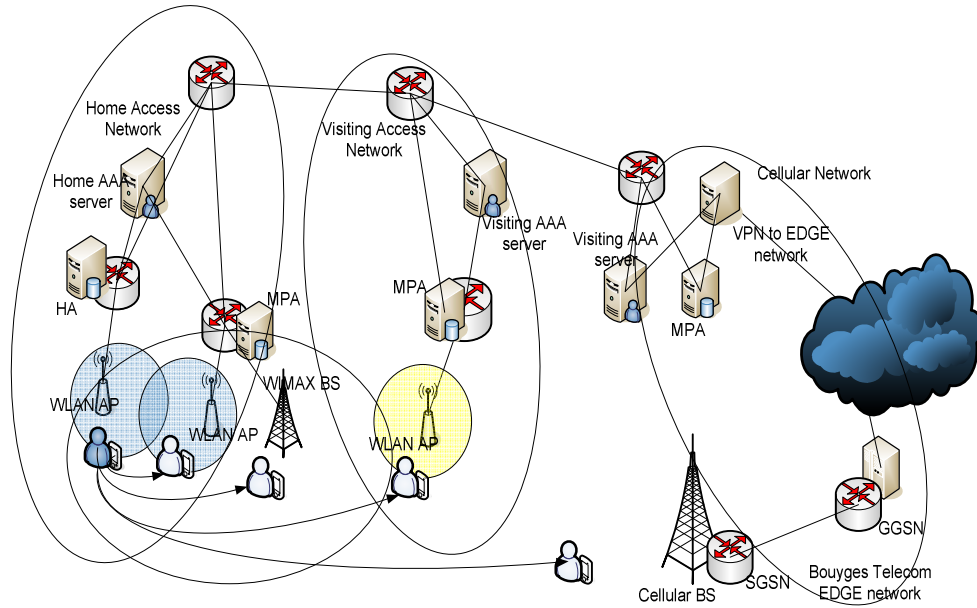 Home Access
Network
Visiting Access
Network
Cellular Network
Home AAA
server
Visiting AAA
server
VPN to EDGE
network
Visiting AAA
server
HA
MPA
MPA
MPA
WIMAX BS
WLAN AP
WLAN AP
WLAN AP
GGSN
SGSN
Cellular BS
Bouyges Telecom
EDGE network